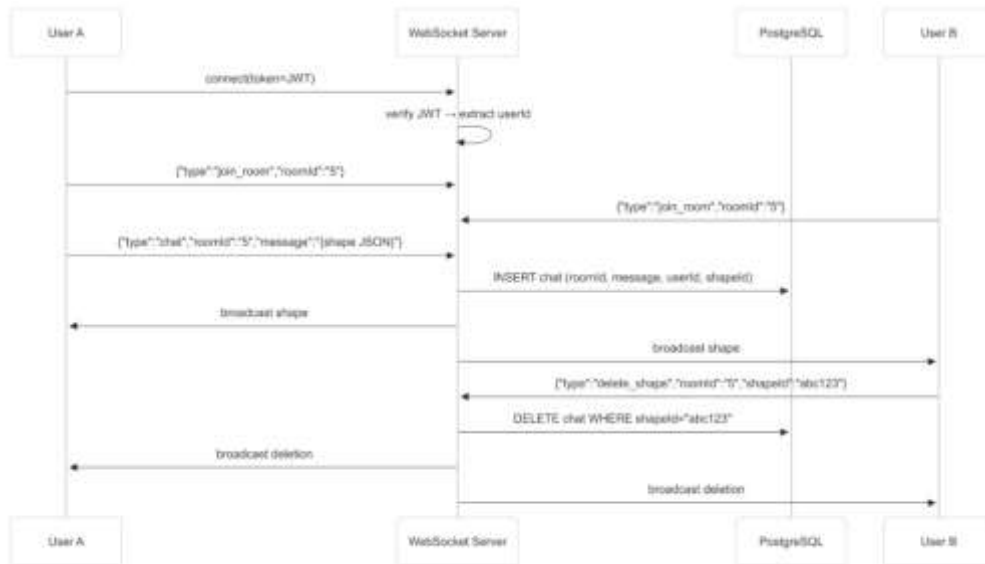 User A
WebSocket Server
PostgreSQL
User B
connect(token=JWT)
verify JWT → extract userId
{"type":"join_room","roomId":"5"}
{"type":"join_room","roomId":"5"}
{"type":"chat","roomId":"5","message":"{shape JSON}"}
INSERT chat (roomId, message, userId, shapeId)
broadcast shape
broadcast shape
{"type":"delete_shape","roomId":"5","shapeId":"abc123"}
DELETE chat WHERE shapeId="abc123"
broadcast deletion
broadcast deletion
User A
WebSocket Server
PostgreSQL
User B